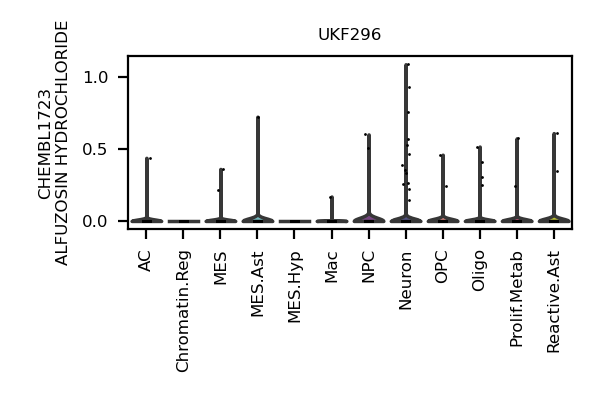 UKF296
CHEMBL1723
ALFUZOSIN HYDROCHLORIDE
1.0
0.5
0.0
AC
Chromatin.Reg
MES
MES.Ast
MES.Hyp
Mac
NPC
Neuron
OPC
Oligo
Prolif.Metab
Reactive.Ast